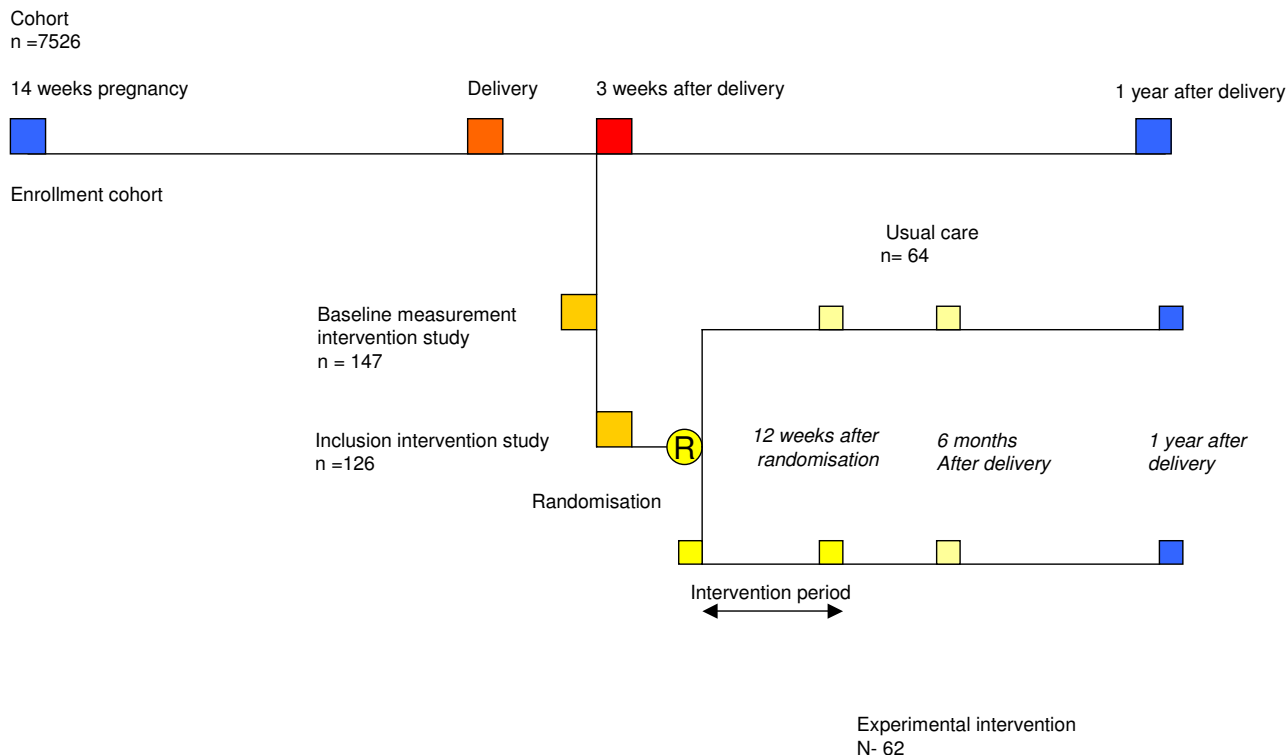 Cohort
n =7526
14 weeks pregnancy
Delivery
3 weeks after delivery
1 year after delivery
Enrollment cohort
Usual care
n= 64
Baseline measurement
intervention study
n = 147
Inclusion intervention study
n =126
R
Randomisation
12 weeks after
randomisation
6 months
After delivery
1 year after
delivery
Intervention period
Experimental intervention
N- 62